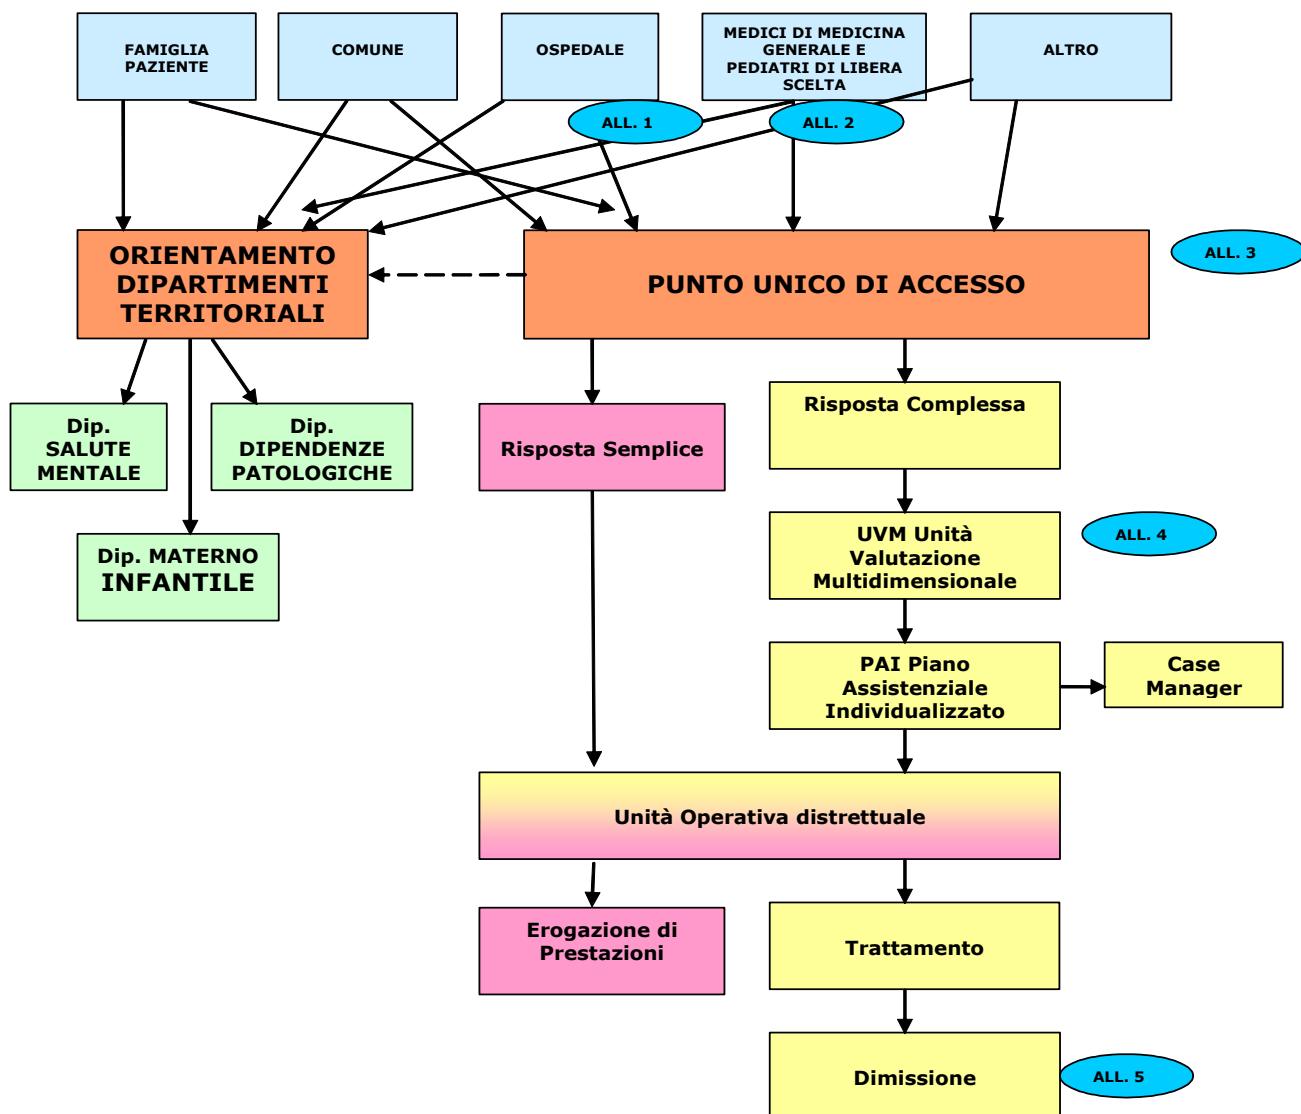 FAMIGLIA
PAZIENTE
COMUNE
OSPEDALE
MEDICI DI MEDICINA
GENERALE E
PEDIATRI DI LIBERA
SCELTA
ALTRO
ALL. 1
ALL. 2
ORIENTAMENTO
DIPARTIMENTI
TERRITORIALI
PUNTO UNICO DI ACCESSO
ALL. 3
Dip.
SALUTE
MENTALE
Dip.
DIPENDENZE
PATOLOGICHE
Risposta Semplice
Risposta Complessa
Dip. MATERNO
INFANTILE
UVM Unità
Valutazione
Multidimensionale
ALL. 4
PAI Piano
Assistenziale
Individualizzato
Case
Manager
Unità Operativa distrettuale
Erogazione di
Prestazioni
Trattamento
Dimissione
ALL. 5